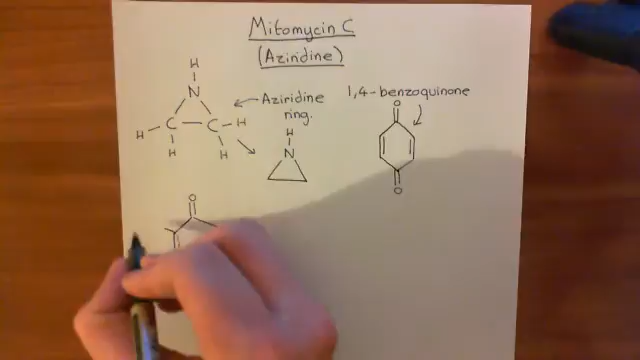 Mitomycin C
(Aziridine)
H
N
C C
H H
H H
Aziridine
ring.
H
N
1,4-benzoquinone
O
O
O